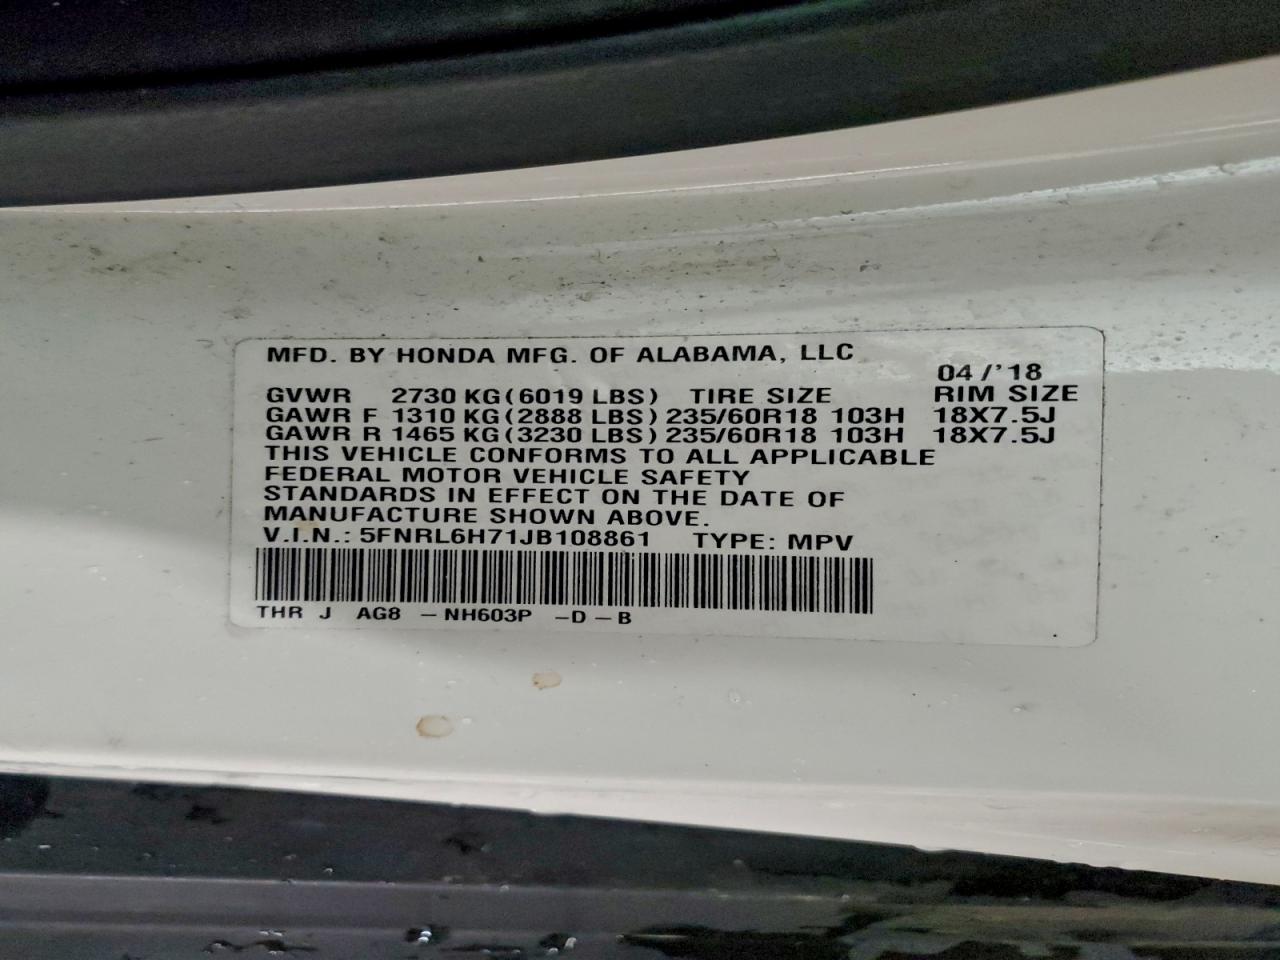 MFD. BY HONDA MFG. OF ALABAMA, LLC
04 /'18
GVWR 2730 KG (6019 LBS) TIRE SIZE RIM SIZE
GAWR F 1310 KG (2888 LBS) 235/60R18 103H 18X7.5J
GAWR R 1465 KG (3230 LBS) 235/60R18 103H 18X7.5J
THIS VEHICLE CONFORMS TO ALL APPLICABLE
FEDERAL MOTOR VEHICLE SAFETY
STANDARDS IN EFFECT ON THE DATE OF
MANUFACTURE SHOWN ABOVE.
V.I.N.: 5FNRL6H71JB108861 TYPE: MPV
THR J AG8 - NH603P - D - B